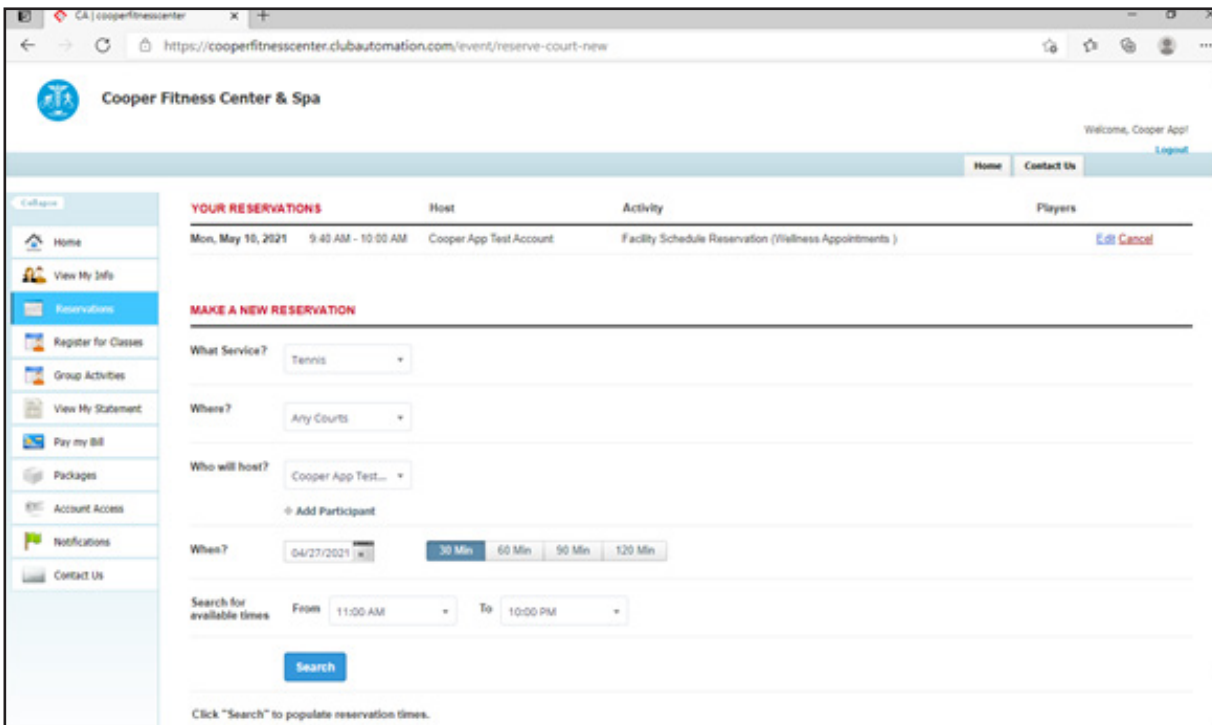 CA | cooperfitnesscenter
https://cooperfitnesscenter.clubautomation.com/event/reserve-court-new
Cooper Fitness Center & Spa
Welcome, Cooper App!
Logout
Home Contact Us
Collapse
Home
View My Info
Reservations
Register for Classes
Group Activities
View My Statement
Pay my Bill
Packages
Account Access
Notifications
Contact Us
YOUR RESERVATIONS Host Activity Players
Mon, May 10, 2021 9:40 AM - 10:00 AM Cooper App Test Account Facility Schedule Reservation (Wellness Appointments ) Edit Cancel
MAKE A NEW RESERVATION
What Service? Tennis
Where? Any Courts
Who will host? Cooper App Test...
+ Add Participant
When? 04/27/2021 30 Min 60 Min 90 Min 120 Min
Search for
available times From 11:00 AM To 10:00 PM
Search
Click "Search" to populate reservation times.